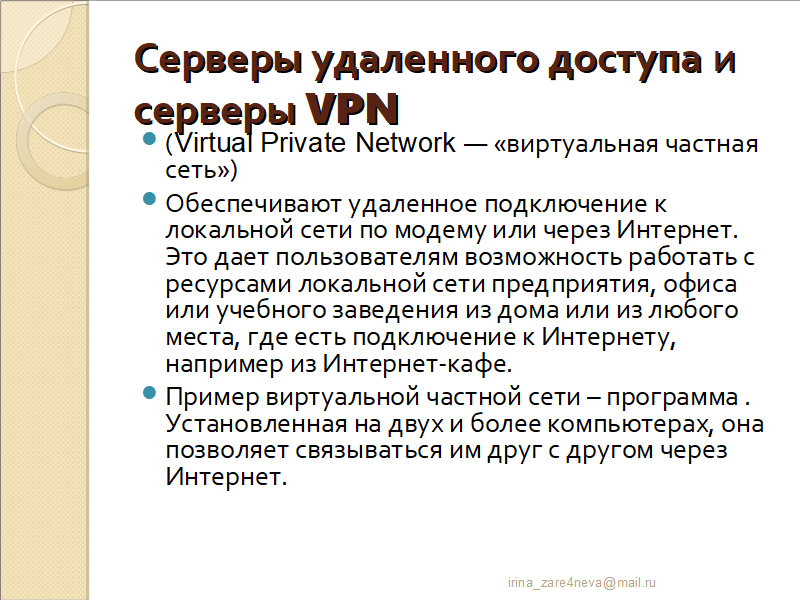 Серверы удаленного доступа и
серверы VPN
(Virtual Private Network — «виртуальная частная
сеть»)
Обеспечивают удаленное подключение к
локальной сети по модему или через Интернет.
Это дает пользователям возможность работать с
ресурсами локальной сети предприятия, офиса
или учебного заведения из дома или из любого
места, где есть подключение к Интернету,
например из Интернет-кафе.
Пример виртуальной частной сети – программа .
Установленная на двух и более компьютерах, она
позволяет связываться им друг с другом через
Интернет.
irina_zare4neva@mail.ru